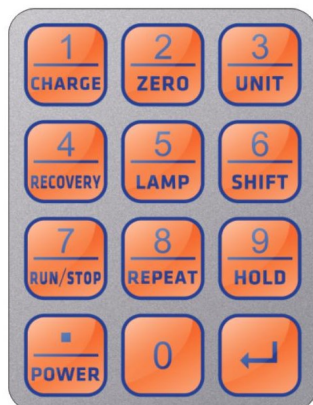 1 2 3
CHARGE ZERO UNIT
4 5 6
RECOVERY LAMP SHIFT
7 8 9
RUN/STOP REPEAT HOLD
. 0 ↵
POWER